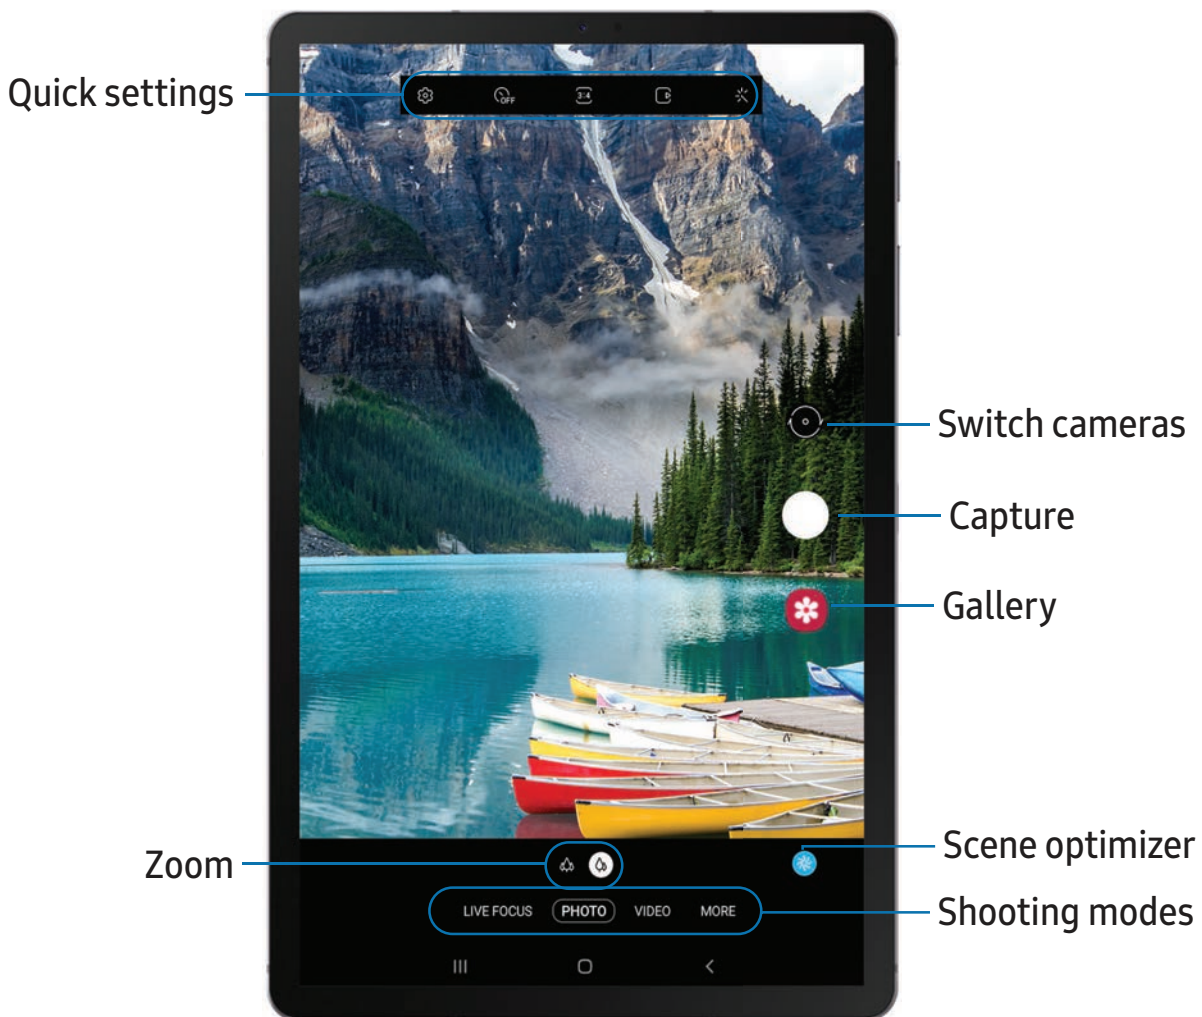 Quick settings
OFF
3:4
Switch cameras
Capture
Gallery
Scene optimizer
Zoom
LIVE FOCUS PHOTO VIDEO MORE
Shooting modes